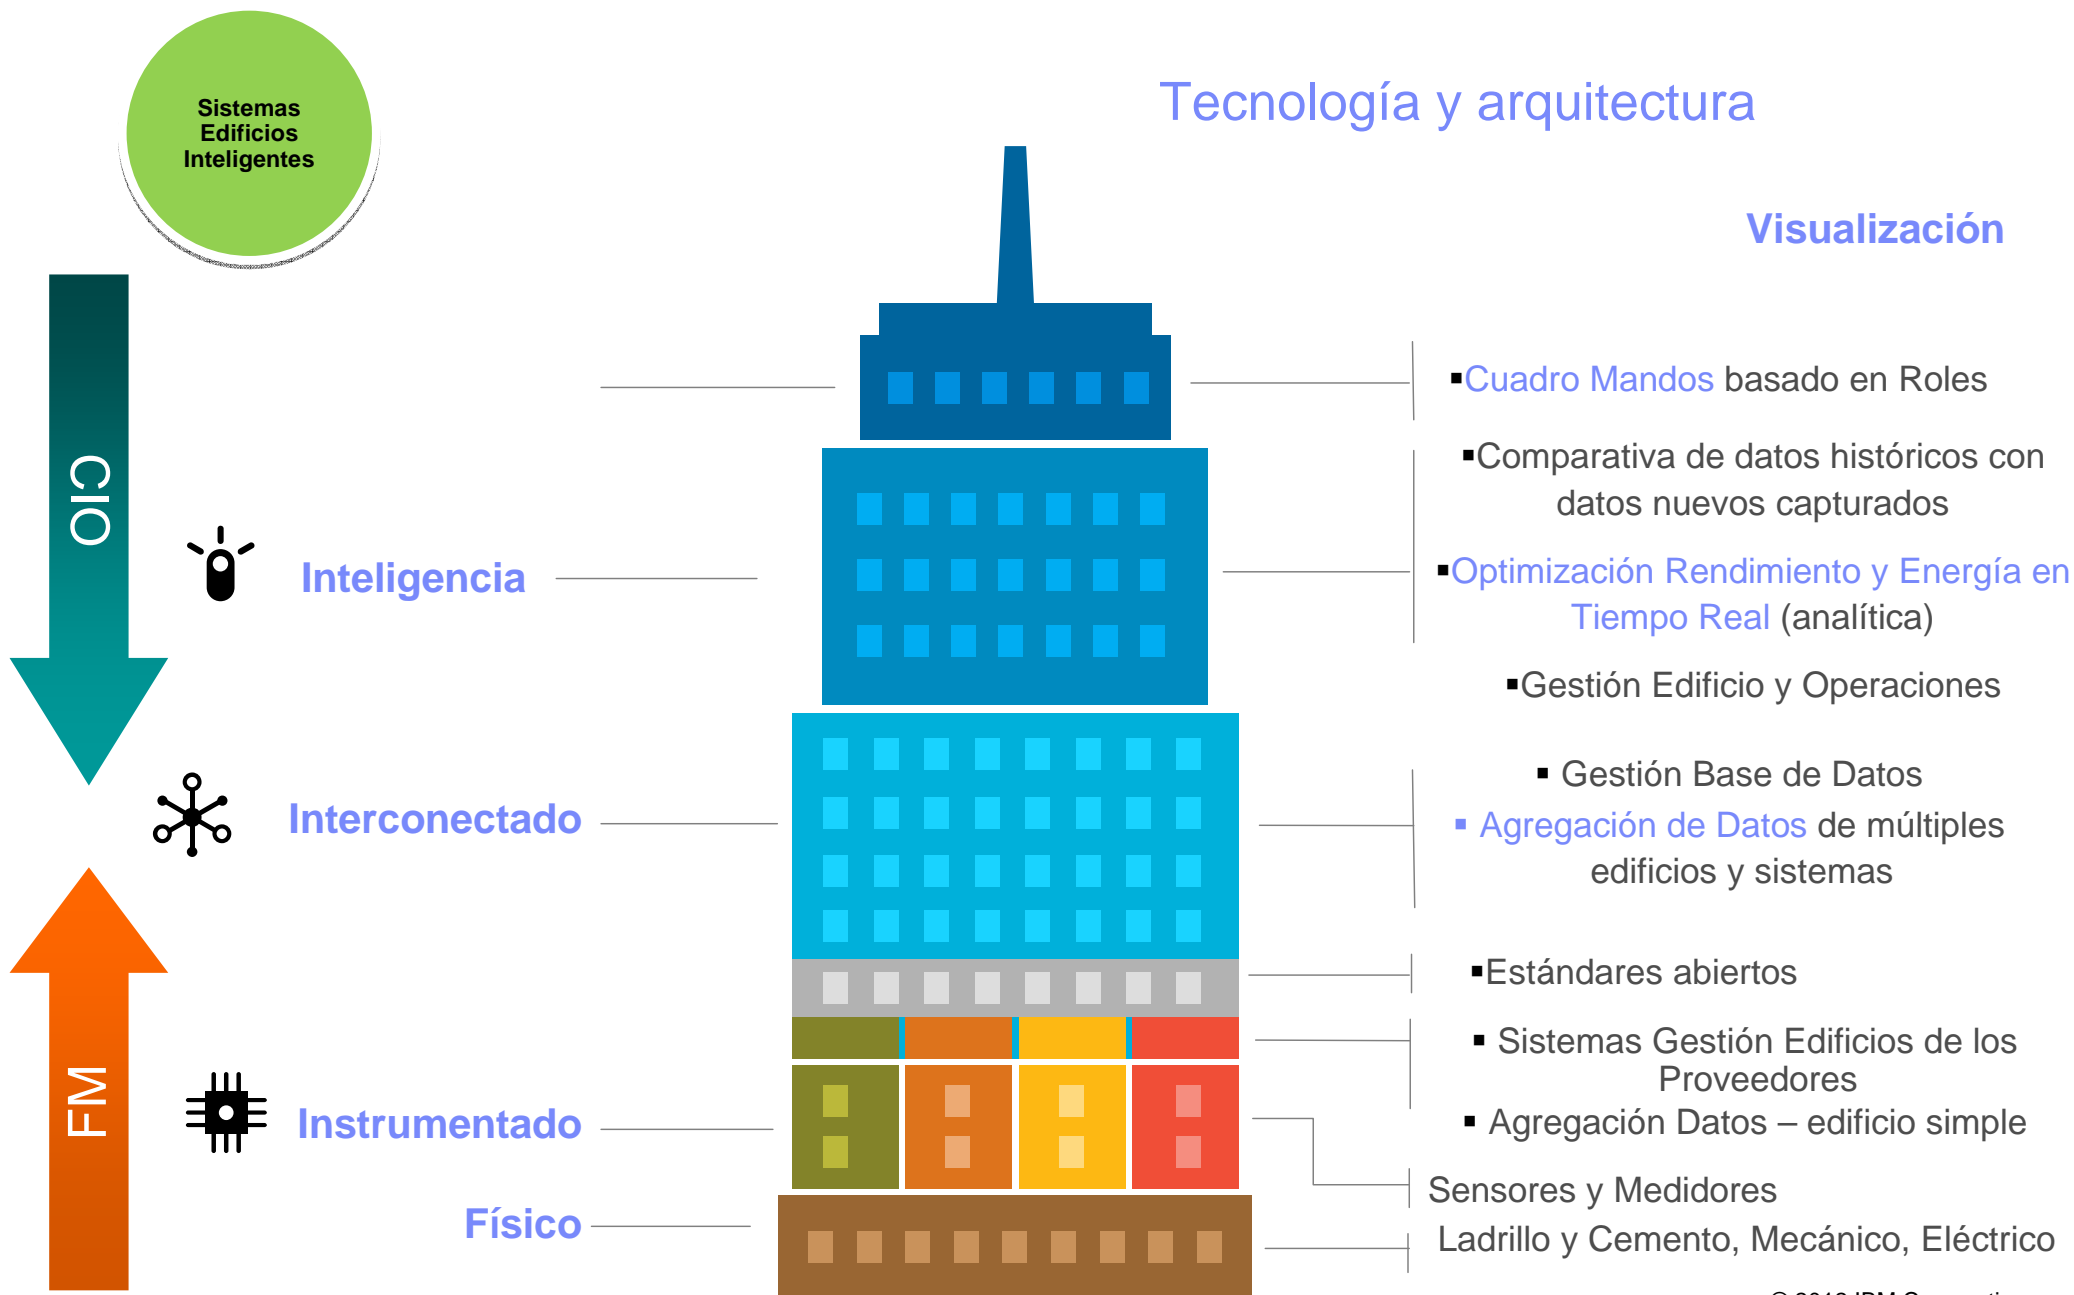 Sistemas
Edificios
Inteligentes
Tecnología y arquitectura
Visualización
▪Cuadro Mandos basado en Roles
▪Comparativa de datos históricos con
datos nuevos capturados
CIO
Inteligencia
▪Optimización Rendimiento y Energía en
Tiempo Real (analítica)
▪Gestión Edificio y Operaciones
▪ Gestión Base de Datos
Interconectado
▪ Agregación de Datos de múltiples
edificios y sistemas
▪Estándares abiertos
▪ Sistemas Gestión Edificios de los
Proveedores
FM
Instrumentado
▪ Agregación Datos – edificio simple
Sensores y Medidores
Físico
Ladrillo y Cemento, Mecánico, Eléctrico